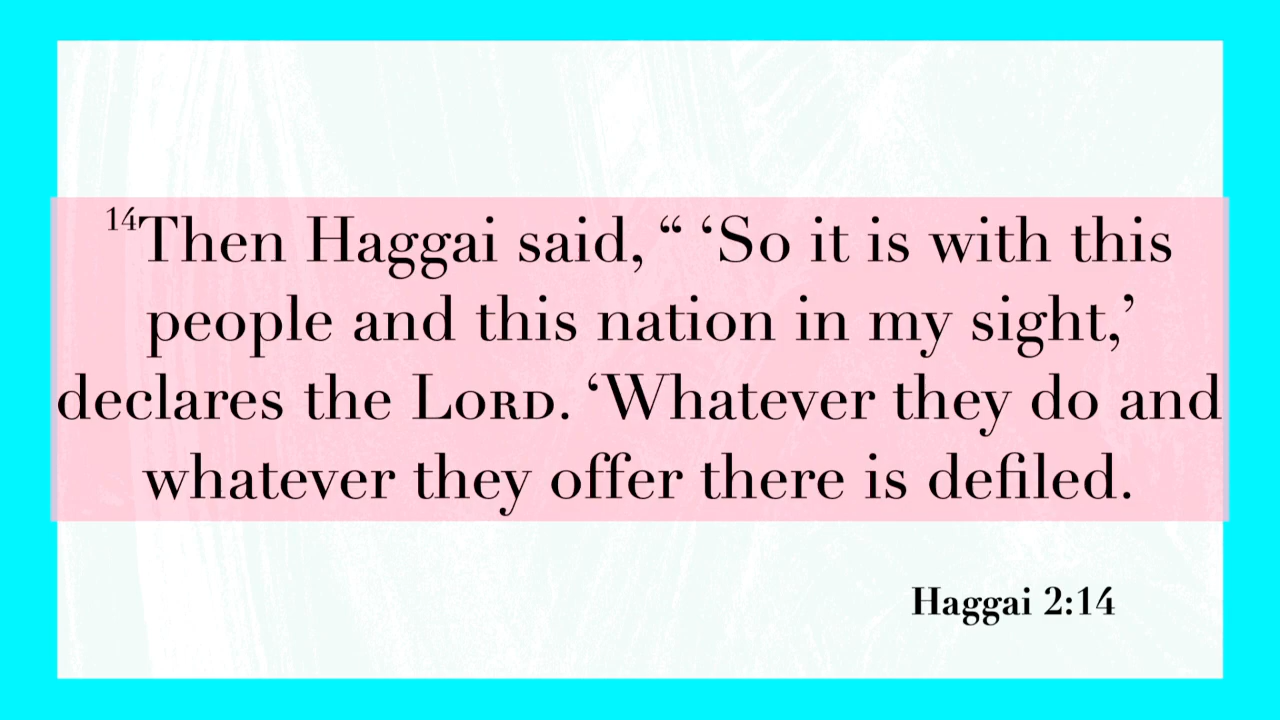 14Then Haggai said, “ ‘So it is with this
people and this nation in my sight,’
declares the LORD. ‘Whatever they do and
whatever they offer there is defiled.
Haggai 2:14